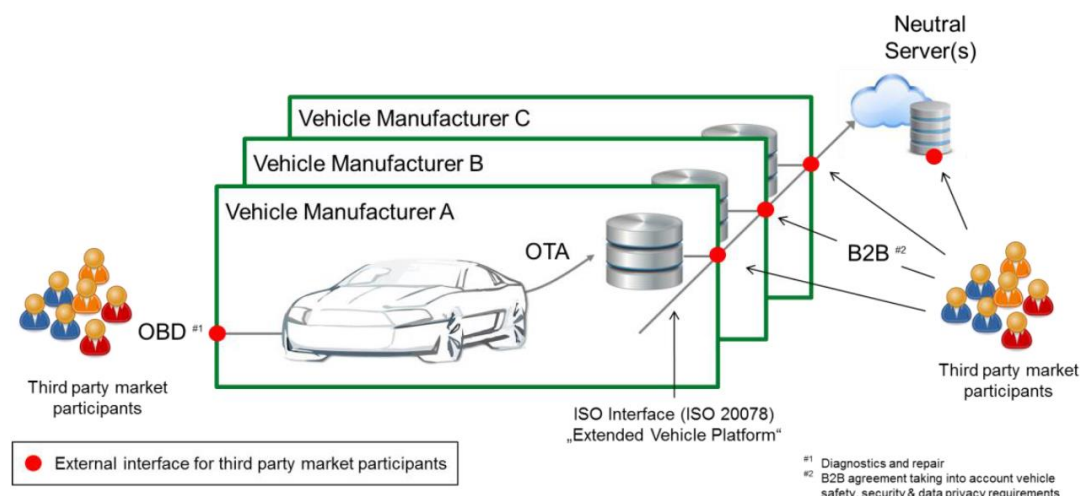 Neutral
Server(s)
Vehicle Manufacturer C
Vehicle Manufacturer B
Vehicle Manufacturer A
OTA
B2B #2
OBD #1
Third party market
participants
Third party market
participants
ISO Interface (ISO 20078)
„Extended Vehicle Platform“
External interface for third party market participants
#1 Diagnostics and repair
#2 B2B agreement taking into account vehicle
safety, security & data privacy requirements